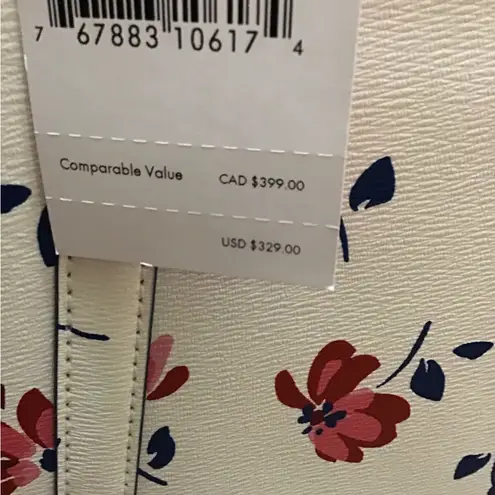 7 67883 10617 4
Comparable Value CAD $399.00
USD $329.00